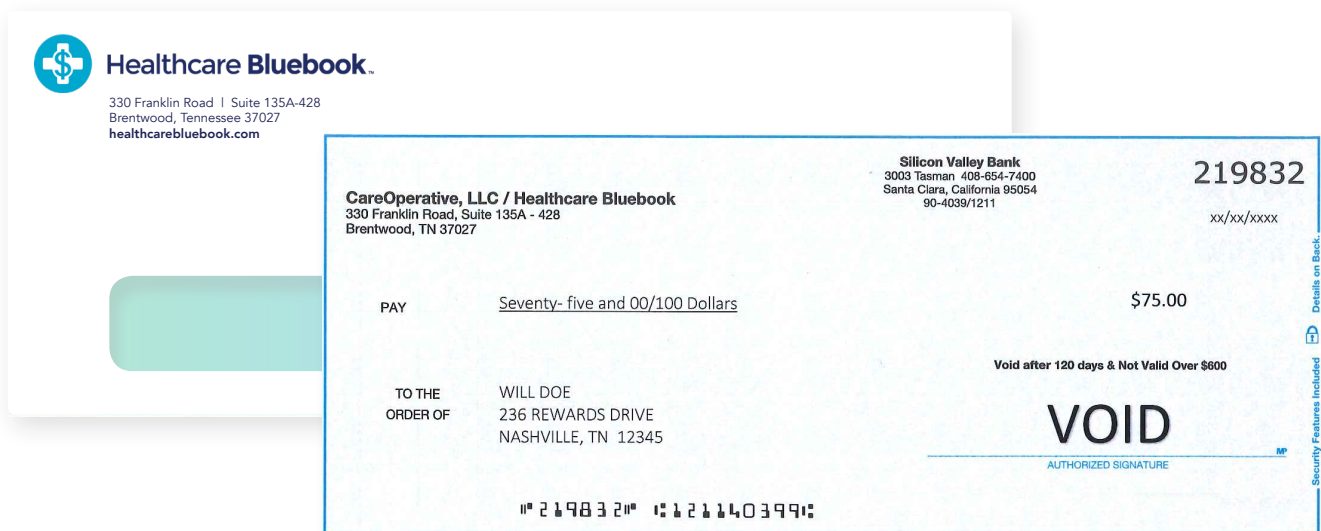 Healthcare Bluebook™
330 Franklin Road | Suite 135A-428
Brentwood, Tennessee 37027
healthcarebluebook.com
CareOperative, LLC / Healthcare Bluebook
330 Franklin Road, Suite 135A - 428
Brentwood, TN 37027
Silicon Valley Bank
3003 Tasman 408-654-7400
Santa Clara, California 95054
90-4039/1211
219832
xx/xx/xxxx
PAY
Seventy- five and 00/100 Dollars
$75.00
Void after 120 days & Not Valid Over $600
TO THE
ORDER OF
WILL DOE
236 REWARDS DRIVE
NASHVILLE, TN 12345
VOID
MP
AUTHORIZED SIGNATURE
⑈219832⑈ ⑆121140399⑆
Security Features Included Details on Back.